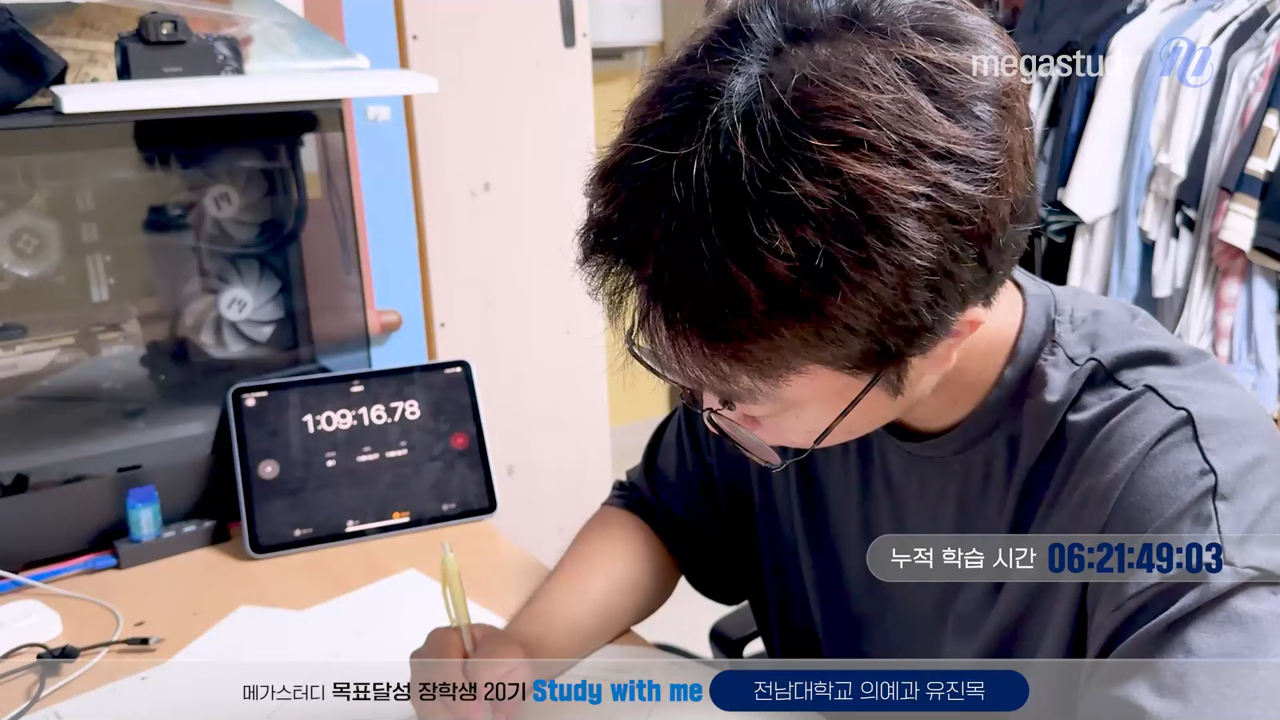 megastudy
1:09:16.78
누적 학습 시간 06:21:49:03
메가스터디 목표달성 장학생 20기 Study with me 전남대학교 의예과 유진목